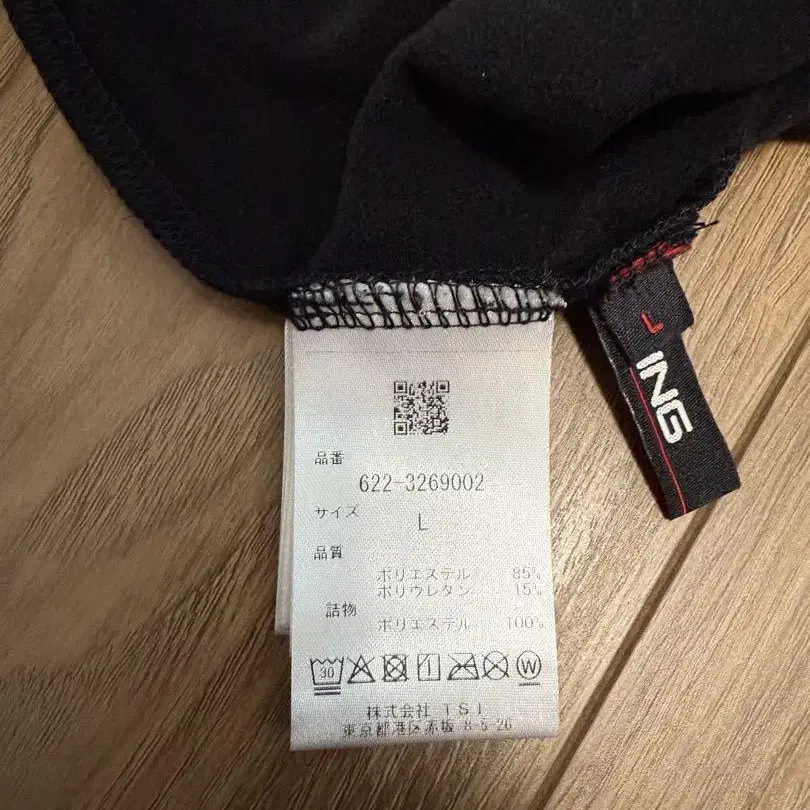 品番
622-3269002
サイズ
L
品質
ポリエステル 85%
ポリウレタン 15%
詰物
ポリエステル 100%
30
W
株式会社 TSI
東京都港区赤坂 8-5-26
L
ING